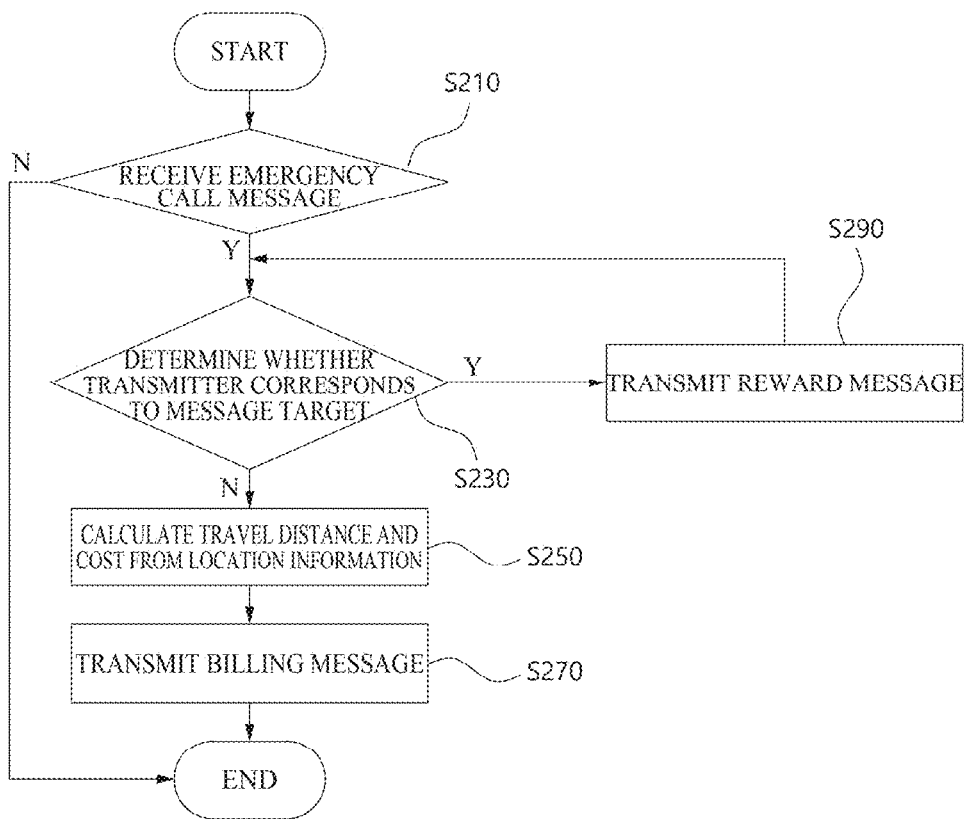 START
S210
N
RECEIVE EMERGENCY
CALL MESSAGE
Y
S290
DETERMINE WHETHER
TRANSMITTER CORRESPONDS
TO MESSAGE TARGET
Y
TRANSMIT REWARD MESSAGE
S230
N
CALCULATE TRAVEL DISTANCE AND
COST FROM LOCATION INFORMATION
S250
TRANSMIT BILLING MESSAGE
S270
END